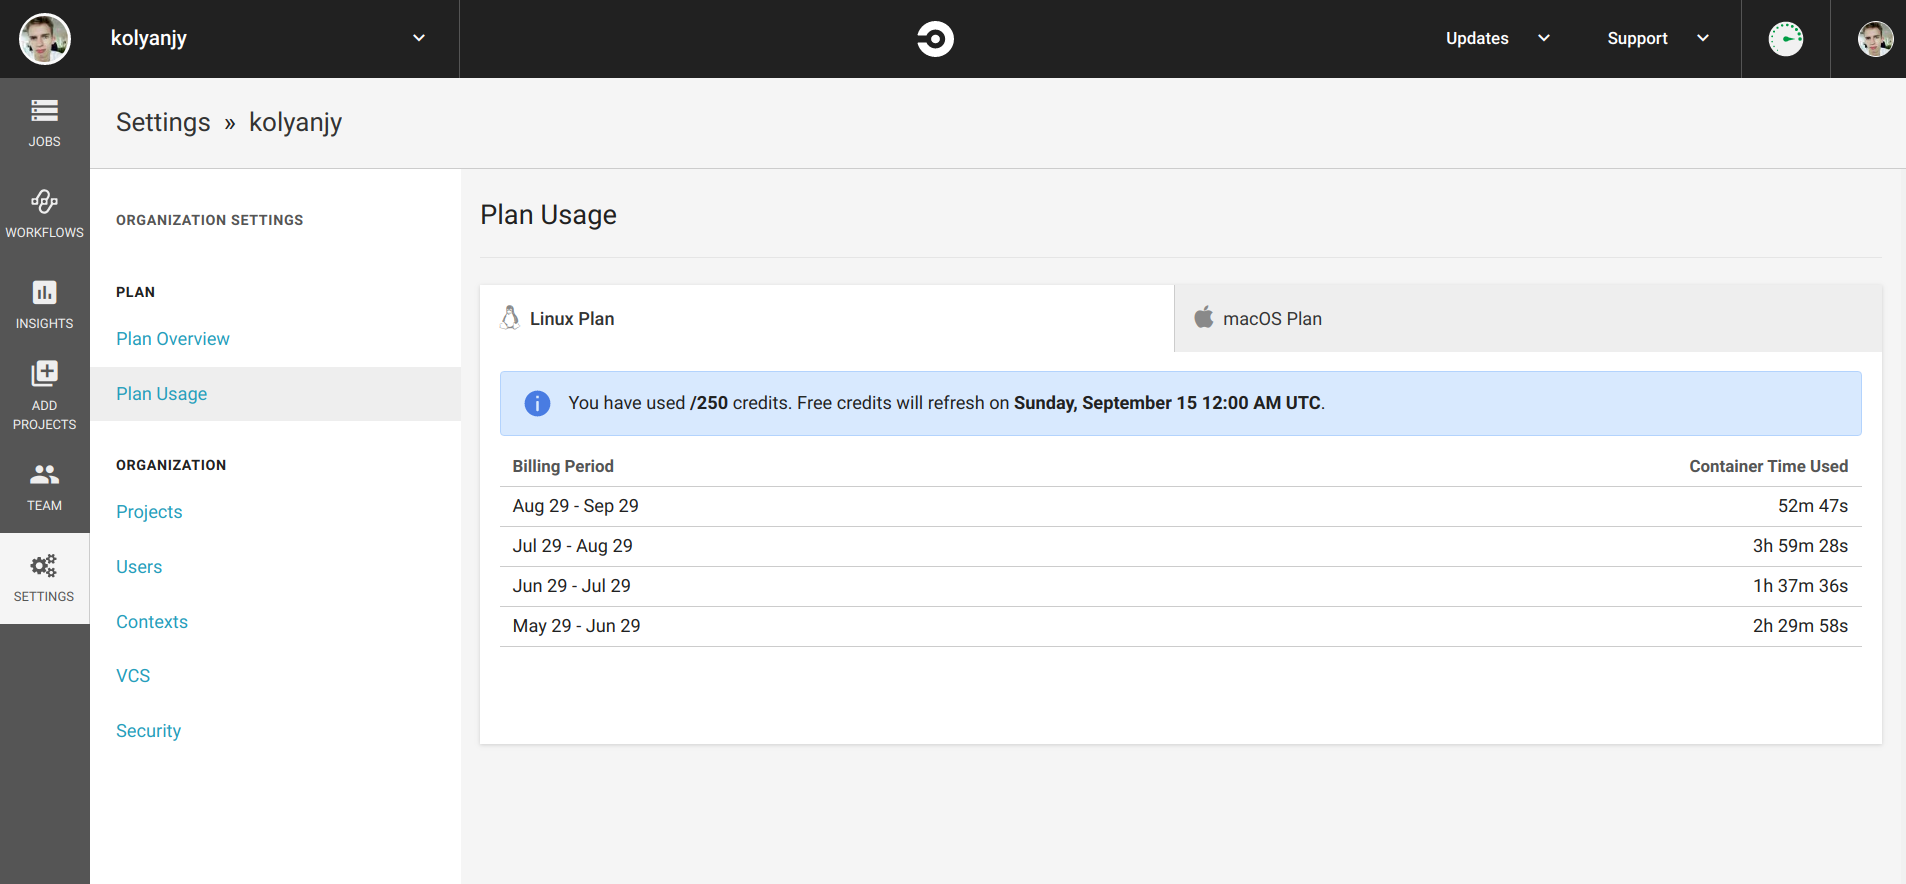 kolyanjy
Updates
Support
JOBS
WORKFLOWS
INSIGHTS
ADD
PROJECTS
TEAM
SETTINGS
Settings » kolyanjy
ORGANIZATION SETTINGS
PLAN
Plan Overview
Plan Usage
ORGANIZATION
Projects
Users
Contexts
VCS
Security
Plan Usage
Linux Plan
macOS Plan
You have used /250 credits. Free credits will refresh on Sunday, September 15 12:00 AM UTC.
Billing Period Container Time Used
Aug 29 - Sep 29 52m 47s
Jul 29 - Aug 29 3h 59m 28s
Jun 29 - Jul 29 1h 37m 36s
May 29 - Jun 29 2h 29m 58s